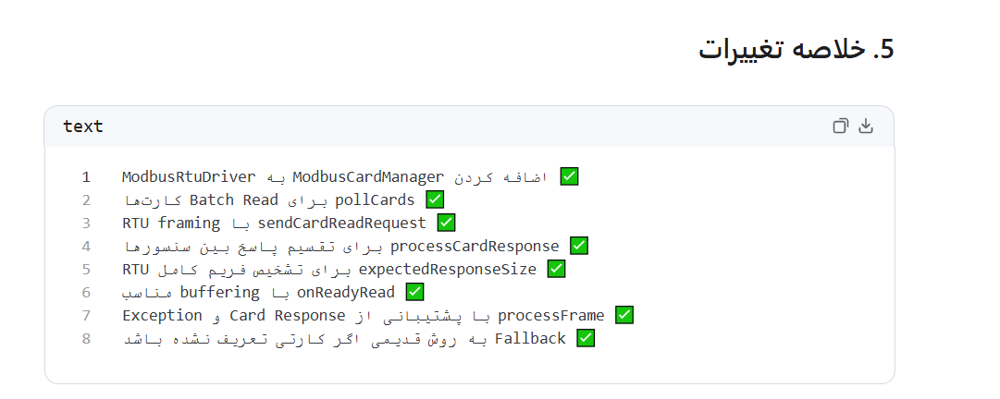 5. خلاصه تغییرات
text
1 ✅ اضافه کردن ModbusCardManager به ModbusRtuDriver
2 ✅ pollCards برای Batch Read کارت‌ها
3 ✅ sendCardReadRequest با RTU framing
4 ✅ processCardResponse برای تقسیم پاسخ بین سنسورها
5 ✅ expectedResponseSize برای تشخیص فریم کامل RTU
6 ✅ onReadyRead با buffering مناسب
7 ✅ processFrame با پشتیبانی از Card Response و Exception
8 ✅ Fallback به روش قدیمی اگر کارتی تعریف نشده باشد